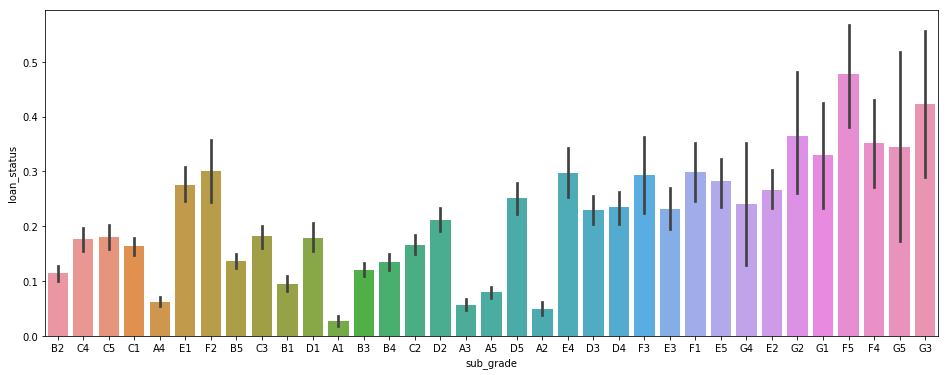 loan_status
0.5
0.4
0.3
0.2
0.1
0.0
B2 C4 C5 C1 A4 E1 F2 B5 C3 B1 D1 A1 B3 B4 C2 D2 A3 A5 D5 A2 E4 D3 D4 F3 E3 F1 E5 G4 E2 G2 G1 F5 F4 G5 G3
sub_grade